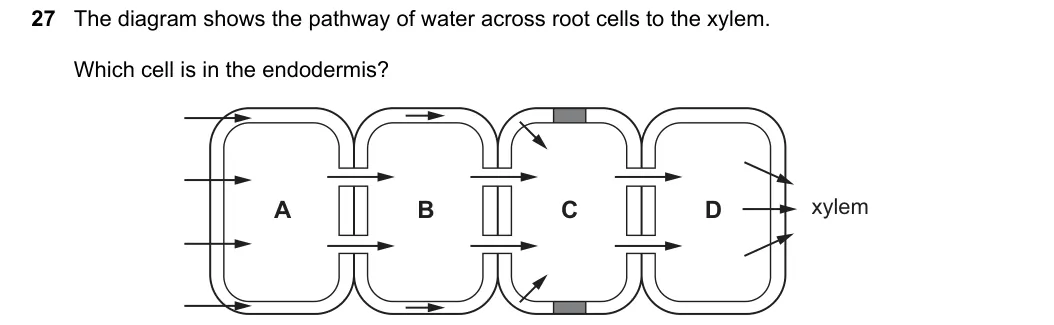 27 The diagram shows the pathway of water across root cells to the xylem.
Which cell is in the endodermis?
A B C D xylem